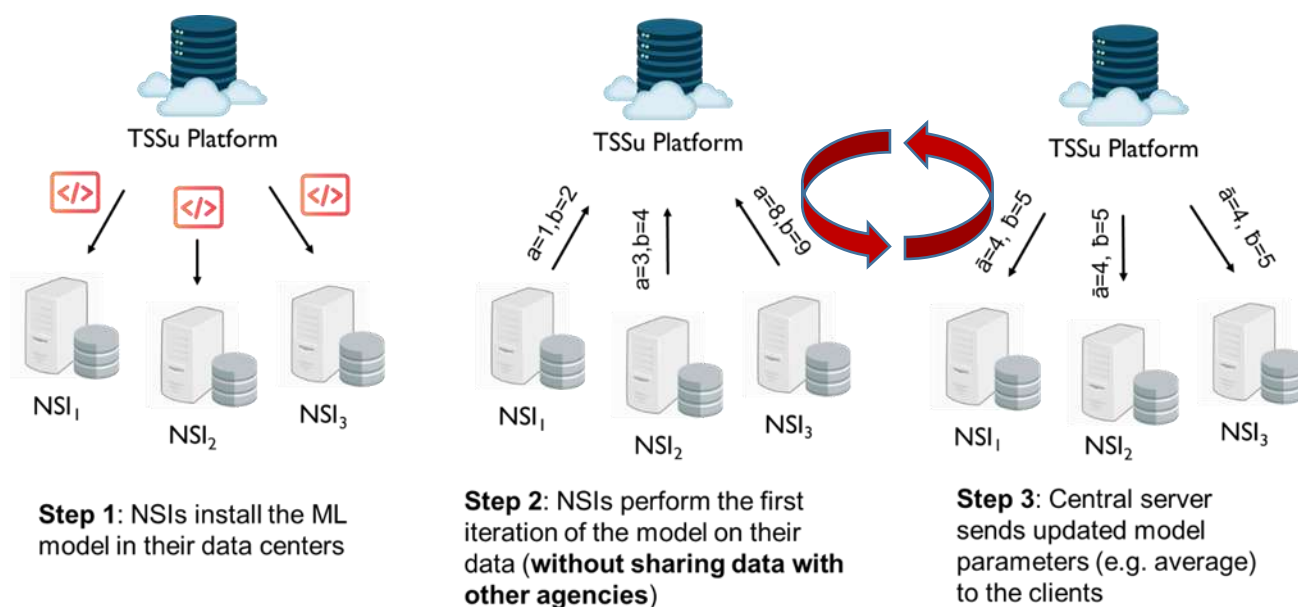 TSSu Platform
</>
</>
</>
NSI₁
NSI₂
NSI₃
Step 1: NSIs install the ML
model in their data centers
TSSu Platform
a=1,b=2
a=3,b=4
a=8,b=9
NSI₁
NSI₂
NSI₃
Step 2: NSIs perform the first
iteration of the model on their
data (without sharing data with
other agencies)
TSSu Platform
ā=4, b̄=5
ā=4, b̄=5
ā=4, b̄=5
NSI₁
NSI₂
NSI₃
Step 3: Central server
sends updated model
parameters (e.g. average)
to the clients